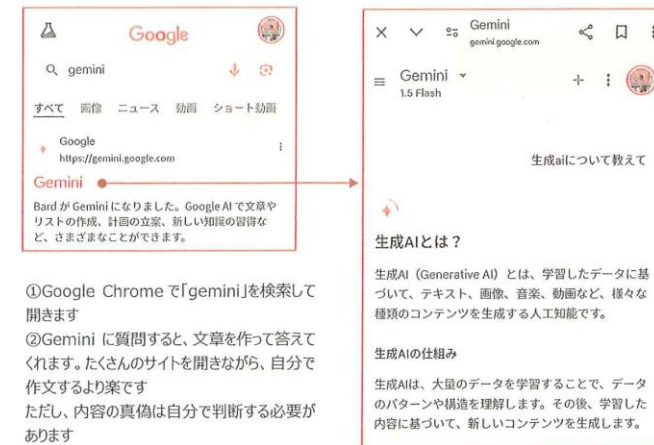 Google
gemini
すべて 画像 ニュース 動画 ショート動画
Google
https://gemini.google.com
Gemini
Bard が Gemini になりました。Google AI で文章や
リストの作成、計画の立案、新しい知識の習得な
ど、さまざまなことができます。
①Google Chrome で「gemini」を検索して
開きます
②Gemini に質問すると、文章を作って答えて
くれます。たくさんのサイトを開きながら、自分で
作文するより楽です
ただし、内容の真偽は自分で判断する必要が
あります
Gemini
gemini.google.com
Gemini
1.5 Flash
生成aiについて教えて
生成AIとは？
生成AI（Generative AI）とは、学習したデータに基
づいて、テキスト、画像、音楽、動画など、様々な
種類のコンテンツを生成する人工知能です。
生成AIの仕組み
生成AIは、大量のデータを学習することで、データ
のパターンや構造を理解します。その後、学習した
内容に基づいて、新しいコンテンツを生成します。